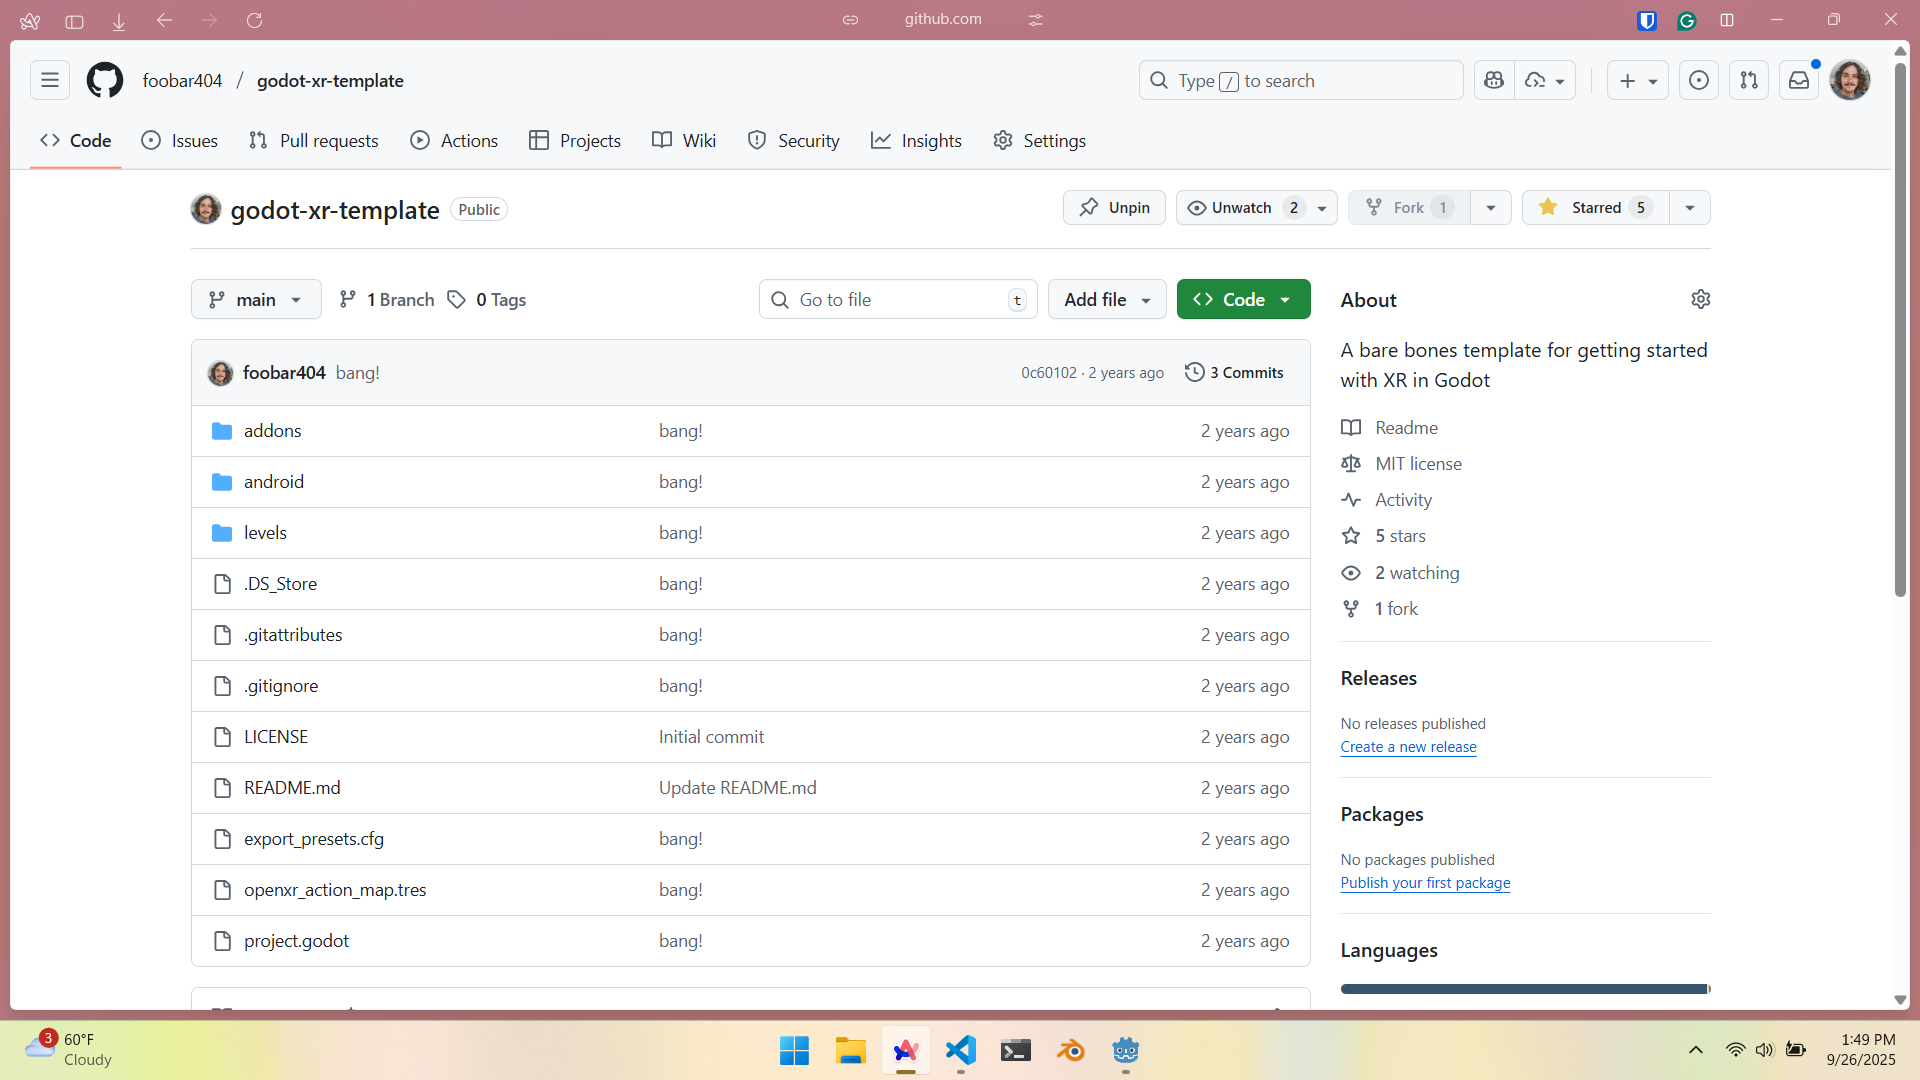 github.com
foobar404 / godot-xr-template
Type / to search
Code Issues Pull requests Actions Projects Wiki Security Insights Settings
godot-xr-template Public
Unpin Unwatch 2 Fork 1 Starred 5
main 1 Branch 0 Tags Go to file t Add file Code
foobar404 bang! 0c60102 · 2 years ago 3 Commits
addons bang! 2 years ago
android bang! 2 years ago
levels bang! 2 years ago
.DS_Store bang! 2 years ago
.gitattributes bang! 2 years ago
.gitignore bang! 2 years ago
LICENSE Initial commit 2 years ago
README.md Update README.md 2 years ago
export_presets.cfg bang! 2 years ago
openxr_action_map.tres bang! 2 years ago
project.godot bang! 2 years ago
About
A bare bones template for getting started
with XR in Godot
Readme
MIT license
Activity
5 stars
2 watching
1 fork
Releases
No releases published
Create a new release
Packages
No packages published
Publish your first package
Languages
3
60°F
Cloudy
1:49 PM
9/26/2025